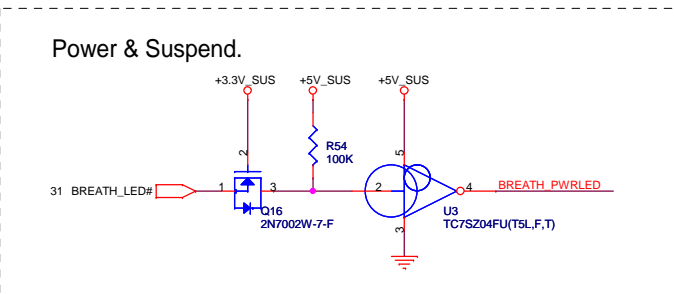 Power & Suspend.
+3.3V_SUS +5V_SUS +5V_SUS
2 5
R54
100K
31 BREATH_LED# 1 3 2 4 BREATH_PWRLED
Q16 U3
2N7002W-7-F TC7SZ04FU(T5L,F,T)
3